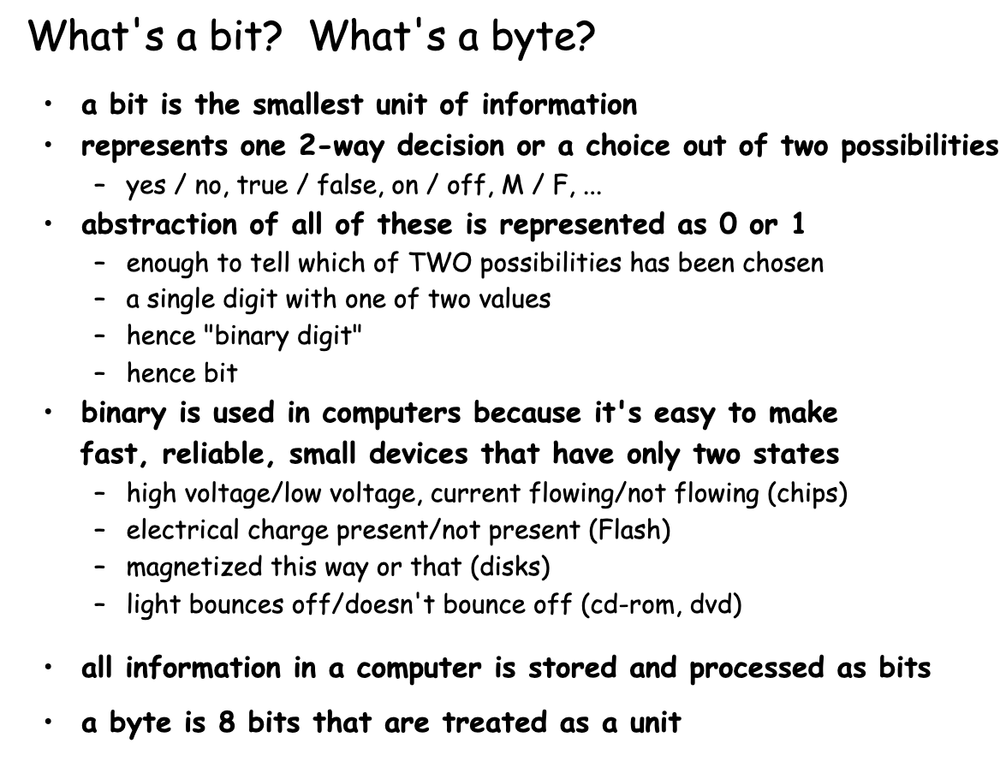 What's a bit?  What's a byte?
• a bit is the smallest unit of information
• represents one 2-way decision or a choice out of two possibilities
– yes / no, true / false, on / off, M / F, ...
• abstraction of all of these is represented as 0 or 1
– enough to tell which of TWO possibilities has been chosen
– a single digit with one of two values
– hence "binary digit"
– hence bit
• binary is used in computers because it's easy to make
fast, reliable, small devices that have only two states
– high voltage/low voltage, current flowing/not flowing (chips)
– electrical charge present/not present (Flash)
– magnetized this way or that (disks)
– light bounces off/doesn't bounce off (cd-rom, dvd)
• all information in a computer is stored and processed as bits
• a byte is 8 bits that are treated as a unit